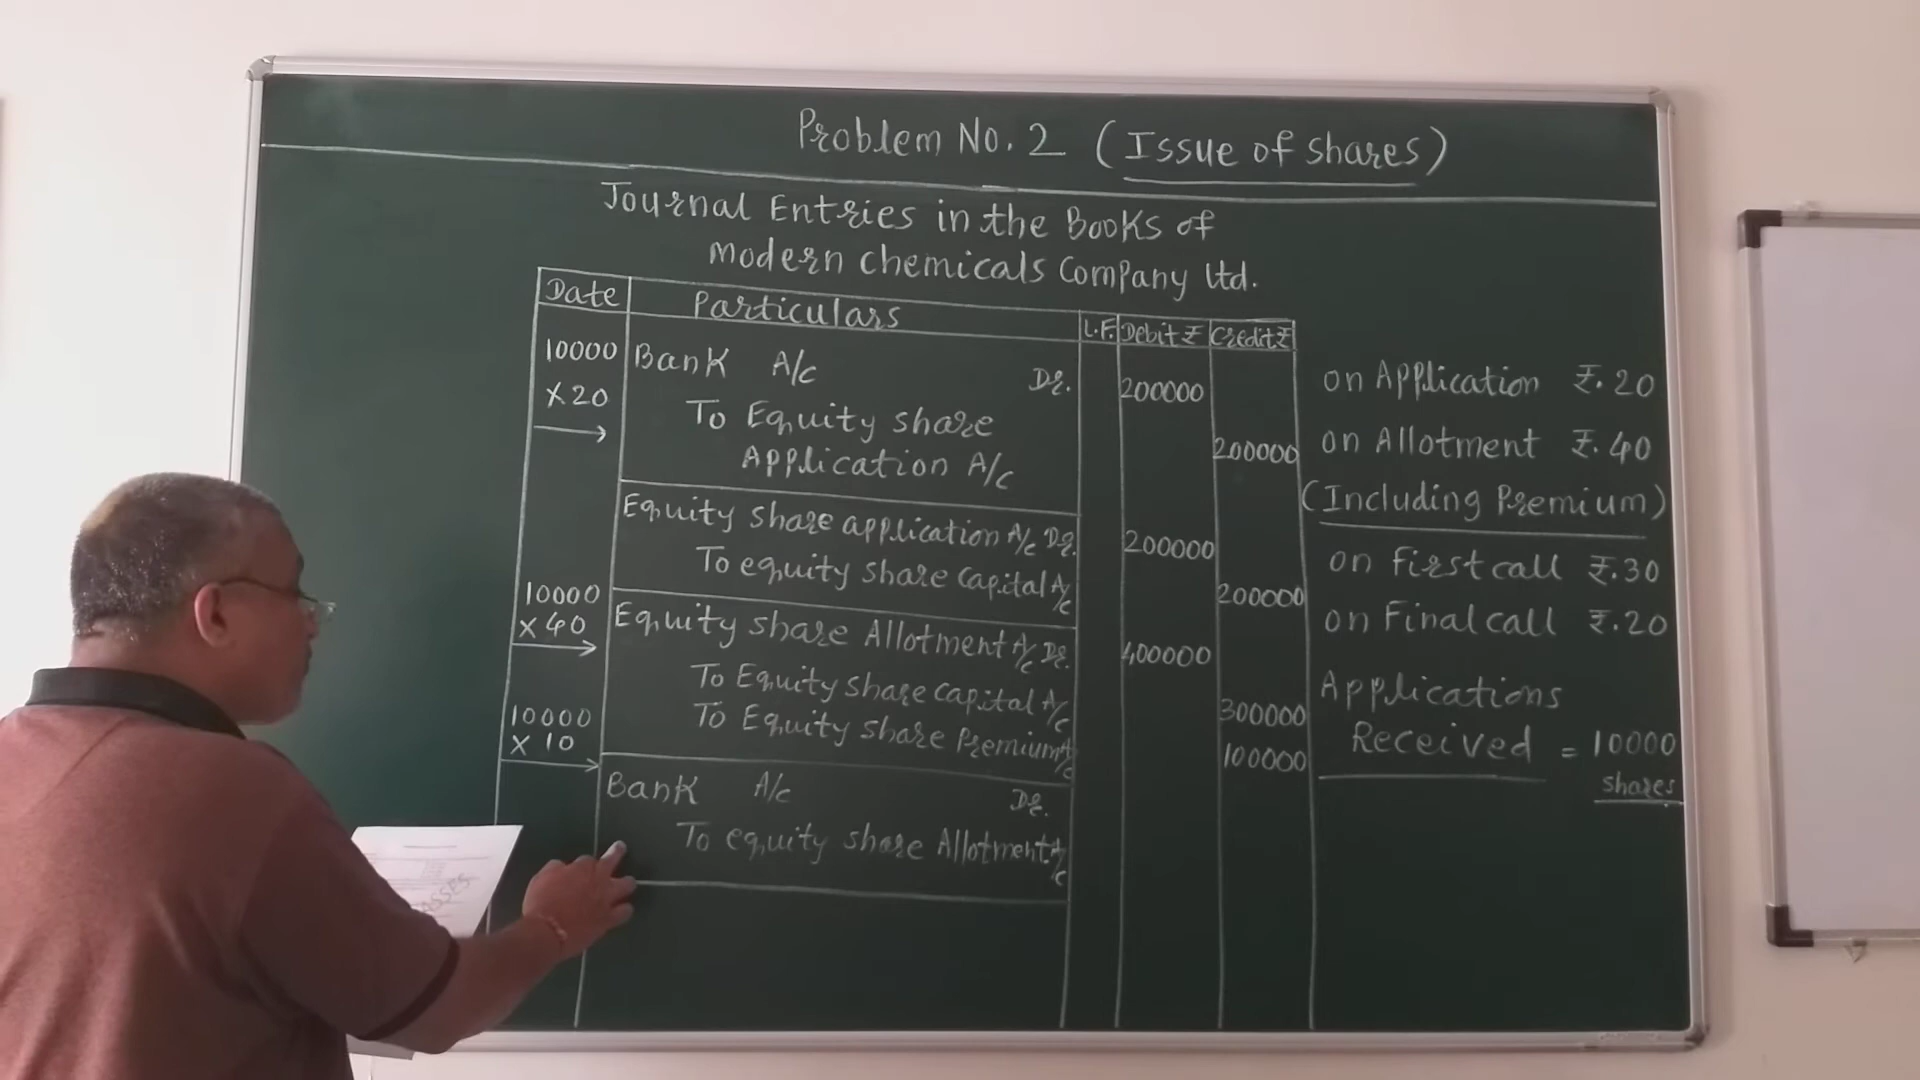 Problem No. 2 (Issue of shares)
Journal Entries in the Books of
Modern Chemicals Company Ltd.
Date Particulars L.F. Debit ₹ Credit ₹
10000 Bank A/c Dr. 200000
X 20 To Equity share
Application A/c 200000
Equity share application A/c Dr. 200000
To equity share capital A/c 200000
10000 Equity share Allotment A/c Dr. 400000
X 40
To Equity share capital A/c 300000
10000 To Equity share Premium A/c 100000
X 10
Bank A/c Dr.
To equity share Allotment A/c
on Application ₹. 20
on Allotment ₹. 40
(Including Premium)
on First call ₹. 30
on Final call ₹. 20
Applications
Received = 10000
shares
ASSES